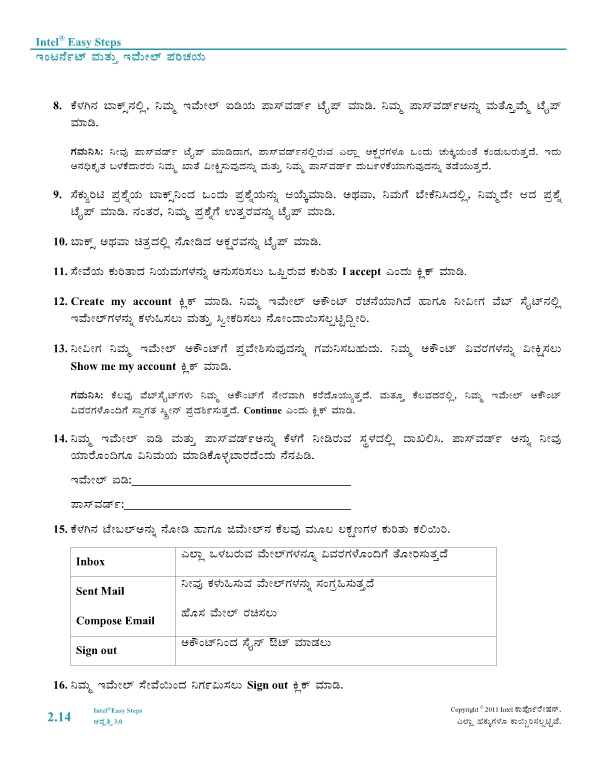 Intel® Easy Steps
ಇಂಟರ್ನೆಟ್ ಮತ್ತು ಇಮೇಲ್ ಪರಿಚಯ
8. ಕೆಳಗಿನ ಬಾಕ್ಸ್‌ನಲ್ಲಿ, ನಿಮ್ಮ ಇಮೇಲ್ ಐಡಿಯ ಪಾಸ್‌ವರ್ಡ್ ಟೈಪ್ ಮಾಡಿ. ನಿಮ್ಮ ಪಾಸ್‌ವರ್ಡ್‌ಅನ್ನು ಮತ್ತೊಮ್ಮೆ ಟೈಪ್
ಮಾಡಿ.
ಗಮನಿಸಿ: ನೀವು ಪಾಸ್‌ವರ್ಡ್ ಟೈಪ್ ಮಾಡಿದಾಗ, ಪಾಸ್‌ವರ್ಡ್‌ನಲ್ಲಿರುವ ಎಲ್ಲಾ ಅಕ್ಷರಗಳೂ ಒಂದು ಚುಕ್ಕಿಯಂತೆ ಕಂಡುಬರುತ್ತದೆ. ಇದು
ಅನಧಿಕೃತ ಬಳಕೆದಾರರು ನಿಮ್ಮ ಖಾತೆ ವೀಕ್ಷಿಸುವುದನ್ನು ಮತ್ತು ನಿಮ್ಮ ಪಾಸ್‌ವರ್ಡ್ ದುರ್ಬಳಕೆಯಾಗುವುದನ್ನು ತಡೆಯುತ್ತದೆ.
9. ಸೆಕ್ಯುರಿಟಿ ಪ್ರಶ್ನೆಯ ಬಾಕ್ಸ್‌ನಿಂದ ಒಂದು ಪ್ರಶ್ನೆಯನ್ನು ಆಯ್ಕೆಮಾಡಿ. ಅಥವಾ, ನಿಮಗೆ ಬೇಕೆನಿಸಿದಲ್ಲಿ, ನಿಮ್ಮದೇ ಆದ ಪ್ರಶ್ನೆ
ಟೈಪ್ ಮಾಡಿ. ನಂತರ, ನಿಮ್ಮ ಪ್ರಶ್ನೆಗೆ ಉತ್ತರವನ್ನು ಟೈಪ್ ಮಾಡಿ.
10. ಬಾಕ್ಸ್ ಅಥವಾ ಚಿತ್ರದಲ್ಲಿ ನೋಡಿದ ಅಕ್ಷರವನ್ನು ಟೈಪ್ ಮಾಡಿ.
11. ಸೇವೆಯ ಕುರಿತಾದ ನಿಯಮಗಳನ್ನು ಅನುಸರಿಸಲು ಒಪ್ಪಿರುವ ಕುರಿತು I accept ಎಂದು ಕ್ಲಿಕ್ ಮಾಡಿ.
12. Create my account ಕ್ಲಿಕ್ ಮಾಡಿ. ನಿಮ್ಮ ಇಮೇಲ್ ಅಕೌಂಟ್ ರಚನೆಯಾಗಿದೆ ಹಾಗೂ ನೀವೀಗ ವೆಬ್ ಸೈಟ್‌ನಲ್ಲಿ
ಇಮೇಲ್‌ಗಳನ್ನು ಕಳುಹಿಸಲು ಮತ್ತು ಸ್ವೀಕರಿಸಲು ನೋಂದಾಯಿಸಲ್ಪಟ್ಟಿದ್ದೀರಿ.
13. ನೀವೀಗ ನಿಮ್ಮ ಇಮೇಲ್ ಅಕೌಂಟ್‌ಗೆ ಪ್ರವೇಶಿಸುವುದನ್ನು ಗಮನಿಸಬಹುದು. ನಿಮ್ಮ ಅಕೌಂಟ್ ವಿವರಗಳನ್ನು ವೀಕ್ಷಿಸಲು
Show me my account ಕ್ಲಿಕ್ ಮಾಡಿ.
ಗಮನಿಸಿ: ಕೆಲವು ವೆಬ್‌ಸೈಟ್‌ಗಳು ನಿಮ್ಮ ಅಕೌಂಟ್‌ಗೆ ನೇರವಾಗಿ ಕರೆದೊಯ್ಯುತ್ತದೆ. ಮತ್ತೂ ಕೆಲವದರಲ್ಲಿ, ನಿಮ್ಮ ಇಮೇಲ್ ಅಕೌಂಟ್
ವಿವರಗಳೊಂದಿಗೆ ಸ್ವಾಗತ ಸ್ಕ್ರೀನ್ ಪ್ರದರ್ಶಿಸುತ್ತದೆ. Continue ಎಂದು ಕ್ಲಿಕ್ ಮಾಡಿ.
14. ನಿಮ್ಮ ಇಮೇಲ್ ಐಡಿ ಮತ್ತು ಪಾಸ್‌ವರ್ಡ್‌ಅನ್ನು ಕೆಳಗೆ ನೀಡಿರುವ ಸ್ಥಳದಲ್ಲಿ ದಾಖಲಿಸಿ. ಪಾಸ್‌ವರ್ಡ್ ಅನ್ನು ನೀವು
ಯಾರೊಂದಿಗೂ ವಿನಿಮಯ ಮಾಡಿಕೊಳ್ಳಬಾರದೆಂದು ನೆನಪಿಡಿ.
ಇಮೇಲ್ ಐಡಿ:
ಪಾಸ್‌ವರ್ಡ್:
15. ಕೆಳಗಿನ ಟೇಬಲ್‌ಅನ್ನು ನೋಡಿ ಹಾಗೂ ಜಿಮೇಲ್‌ನ ಕೆಲವು ಮೂಲ ಲಕ್ಷಣಗಳ ಕುರಿತು ಕಲಿಯಿರಿ.
Inbox ಎಲ್ಲಾ ಒಳಬರುವ ಮೇಲ್‌ಗಳನ್ನೂ ವಿವರಗಳೊಂದಿಗೆ ತೋರಿಸುತ್ತದೆ
Sent Mail ನೀವು ಕಳುಹಿಸುವ ಮೇಲ್‌ಗಳನ್ನು ಸಂಗ್ರಹಿಸುತ್ತದೆ
Compose Email ಹೊಸ ಮೇಲ್ ರಚಿಸಲು
Sign out ಅಕೌಂಟ್‌ನಿಂದ ಸೈನ್ ಔಟ್ ಮಾಡಲು
16. ನಿಮ್ಮ ಇಮೇಲ್ ಸೇವೆಯಿಂದ ನಿರ್ಗಮಿಸಲು Sign out ಕ್ಲಿಕ್ ಮಾಡಿ.
2.14 Intel® Easy Steps
ಆವೃತ್ತಿ 3.0
Copyright © 2011 Intel ಕಾರ್ಪೊರೇಷನ್.
ಎಲ್ಲಾ ಹಕ್ಕುಗಳೂ ಕಾಯ್ದಿರಿಸಲ್ಪಟ್ಟಿವೆ.